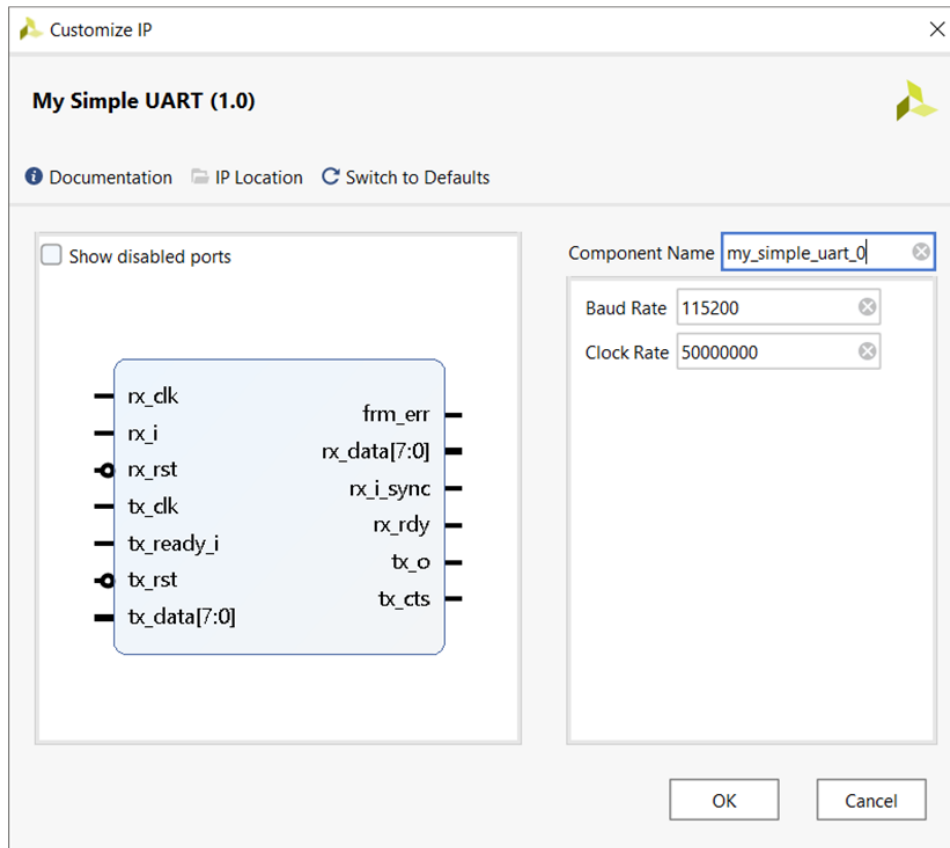 Customize IP
My Simple UART (1.0)
Documentation IP Location Switch to Defaults
Show disabled ports
rx_clk
rx_i
rx_rst
tx_clk
tx_ready_i
tx_rst
tx_data[7:0]
frm_err
rx_data[7:0]
rx_i_sync
rx_rdy
tx_o
tx_cts
Component Name my_simple_uart_0
Baud Rate 115200
Clock Rate 50000000
OK Cancel